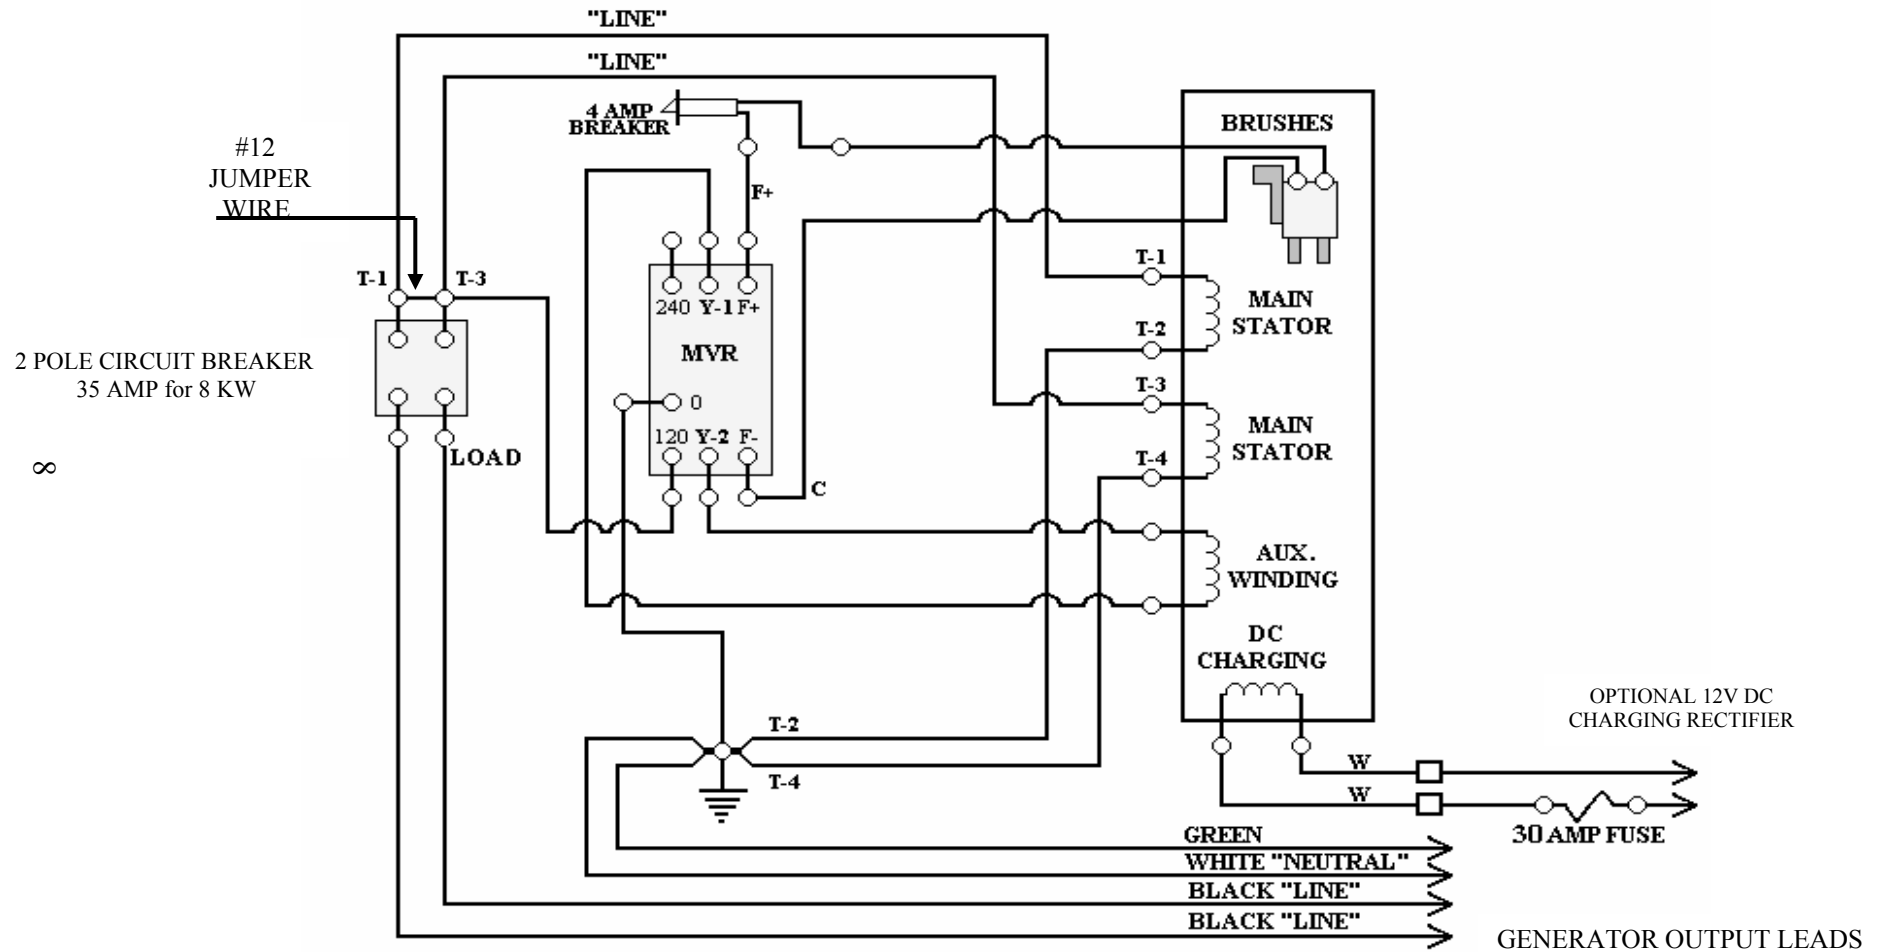 "LINE"
"LINE"
4 AMP
BREAKER
BRUSHES
#12
JUMPER
WIRE
F+
T-1
T-3
T-1
MAIN
STATOR
240 Y-1 F+
T-2
MVR
2 POLE CIRCUIT BREAKER
35 AMP for 8 KW
T-3
0
MAIN
STATOR
120 Y-2 F-
LOAD
T-4
∞
C
AUX.
WINDING
DC
CHARGING
OPTIONAL 12V DC
CHARGING RECTIFIER
T-2
T-4
W
W
30 AMP FUSE
GREEN
WHITE "NEUTRAL"
BLACK "LINE"
BLACK "LINE"
GENERATOR OUTPUT LEADS